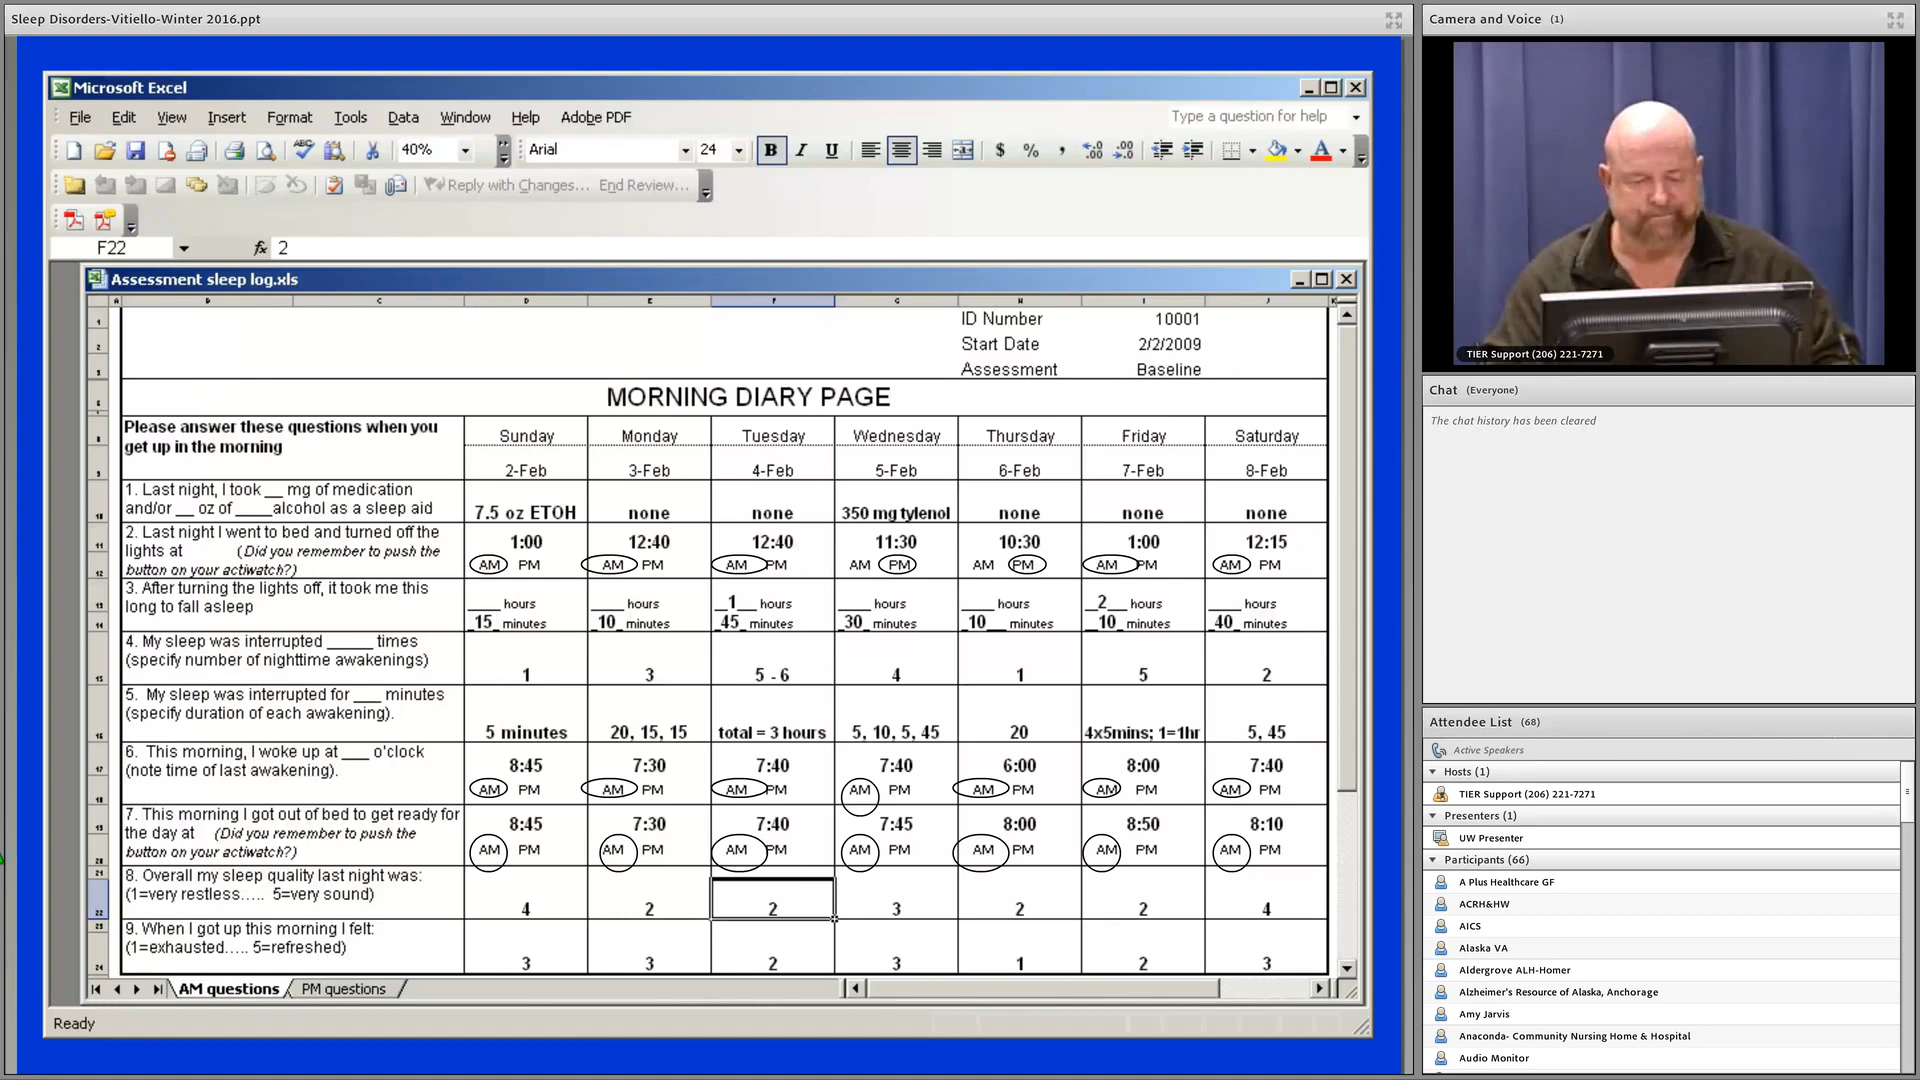 Sleep Disorders-Vitiello-Winter 2016.ppt
Microsoft Excel
File Edit View Insert Format Tools Data Window Help Adobe PDF Type a question for help
40% Arial 24 B I U $ % , A
Reply with Changes... End Review...
F22 fx 2
Assessment sleep log.xls
ID Number 10001
Start Date 2/2/2009
Assessment Baseline
MORNING DIARY PAGE
Please answer these questions when you
get up in the morning
Sunday Monday Tuesday Wednesday Thursday Friday Saturday
2-Feb 3-Feb 4-Feb 5-Feb 6-Feb 7-Feb 8-Feb
1. Last night, I took __ mg of medication
and/or __ oz of ____alcohol as a sleep aid
7.5 oz ETOH none none 350 mg tylenol none none none
2. Last night I went to bed and turned off the
lights at (Did you remember to push the
button on your actiwatch?)
1:00 12:40 12:40 11:30 10:30 1:00 12:15
AM PM AM PM AM PM AM PM AM PM AM PM AM PM
3. After turning the lights off, it took me this
long to fall asleep
____ hours ____ hours __1__ hours ____ hours ____ hours __2__ hours ____ hours
_15_ minutes _10_ minutes _45_ minutes _30_ minutes _10__ minutes __10_ minutes _40_ minutes
4. My sleep was interrupted _____ times
(specify number of nighttime awakenings)
1 3 5 - 6 4 1 5 2
5. My sleep was interrupted for ___ minutes
(specify duration of each awakening).
5 minutes 20, 15, 15 total = 3 hours 5, 10, 5, 45 20 4x5mins; 1=1hr 5, 45
6. This morning, I woke up at ___ o'clock
(note time of last awakening).
8:45 7:30 7:40 7:40 6:00 8:00 7:40
AM PM AM PM AM PM AM PM AM PM AM PM AM PM
7. This morning I got out of bed to get ready for
the day at (Did you remember to push the
button on your actiwatch?)
8:45 7:30 7:40 7:45 8:00 8:50 8:10
AM PM AM PM AM PM AM PM AM PM AM PM AM PM
8. Overall my sleep quality last night was:
(1=very restless..... 5=very sound)
4 2 2 3 2 2 4
9. When I got up this morning I felt:
(1=exhausted..... 5=refreshed)
3 3 2 3 1 2 3
AM questions PM questions
Ready
Camera and Voice (1)
TIER Support (206) 221-7271
Chat (Everyone)
The chat history has been cleared
Attendee List (68)
Active Speakers
Hosts (1)
TIER Support (206) 221-7271
Presenters (1)
UW Presenter
Participants (66)
A Plus Healthcare GF
ACRH&HW
AICS
Alaska VA
Aldergrove ALH-Homer
Alzheimer's Resource of Alaska, Anchorage
Amy Jarvis
Anaconda- Community Nursing Home & Hospital
Audio Monitor